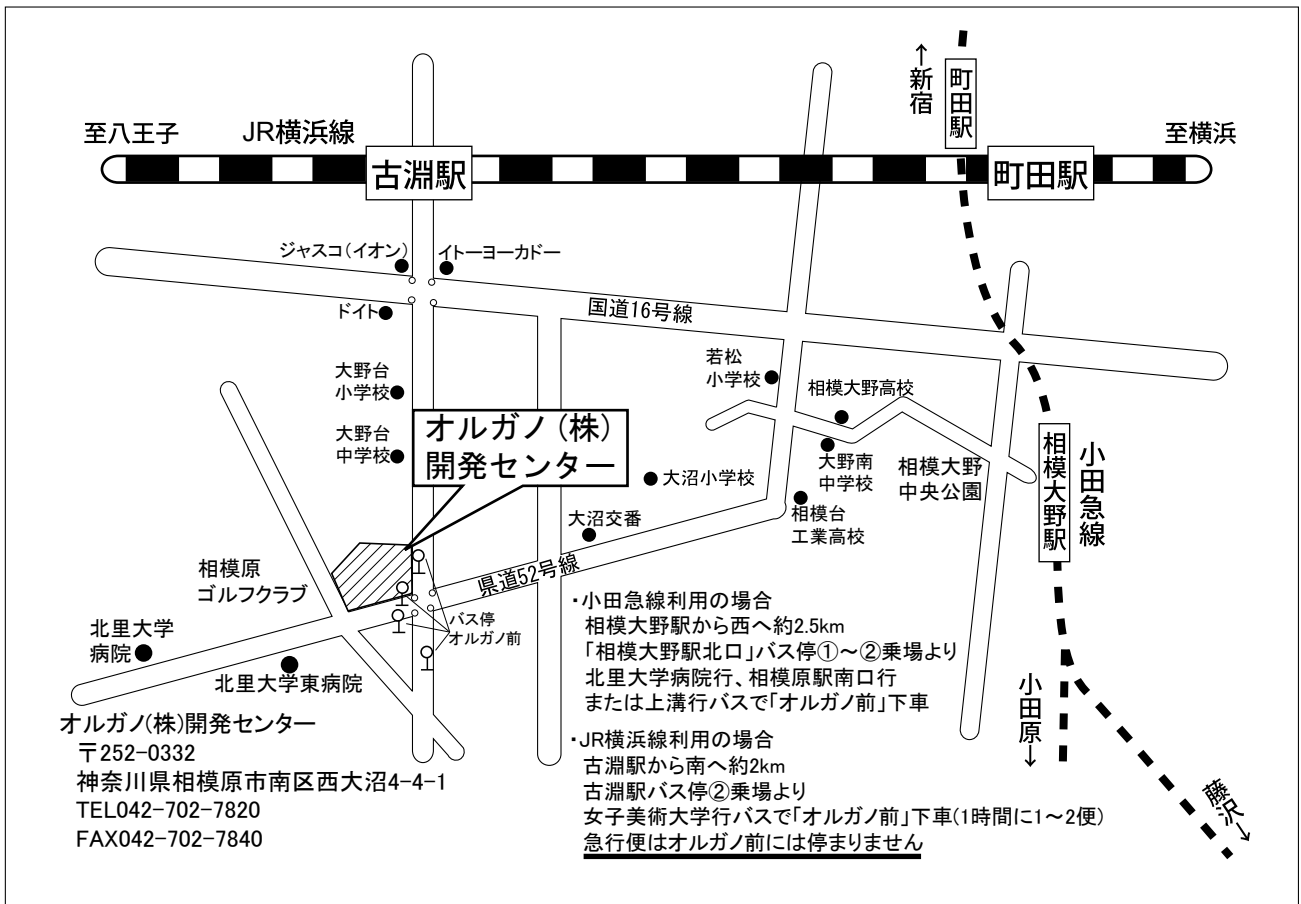 ↑新宿
町田駅
至八王子
JR横浜線
至横浜
古淵駅
町田駅
ジャスコ(イオン)
イトーヨーカドー
国道16号線
ドイト
大野台
小学校
若松
小学校
相模大野高校
大野台
中学校
オルガノ(株)
開発センター
大沼小学校
大野南
中学校
相模大野
中央公園
相模大野駅
小田急線
大沼交番
相模台
工業高校
相模原
ゴルフクラブ
県道52号線
バス停
オルガノ前
北里大学
病院
北里大学東病院
・小田急線利用の場合
相模大野駅から西へ約2.5km
「相模大野駅北口」バス停①～②乗場より
北里大学病院行、相模原駅南口行
または上溝行バスで「オルガノ前」下車
小田原→
藤沢→
オルガノ(株)開発センター
〒252-0332
神奈川県相模原市南区西大沼4-4-1
TEL042-702-7820
FAX042-702-7840
・JR横浜線利用の場合
古淵駅から南へ約2km
古淵駅バス停②乗場より
女子美術大学行バスで「オルガノ前」下車(1時間に1～2便)
急行便はオルガノ前には停まりません